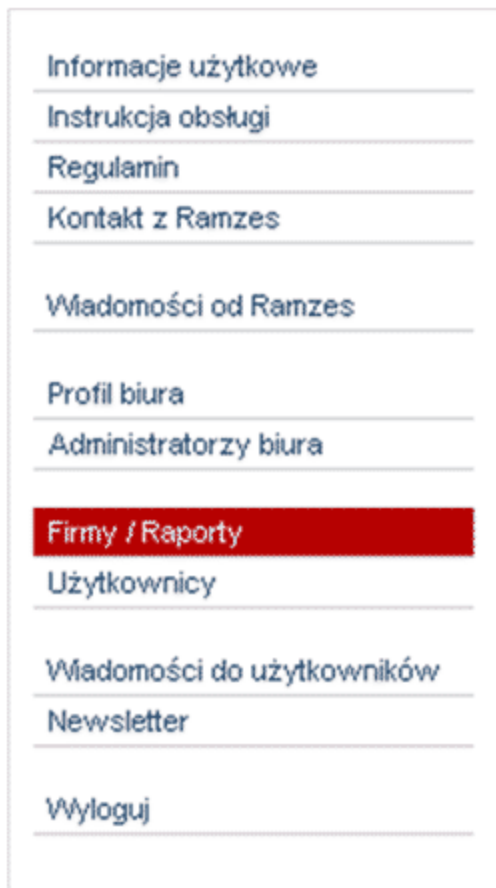 Informacje użytkowe
Instrukcja obsługi
Regulamin
Kontakt z Ramzes
Wiadomości od Ramzes
Profil biura
Administratorzy biura
Firmy / Raporty
Użytkownicy
Wiadomości do użytkowników
Newsletter
Wyloguj